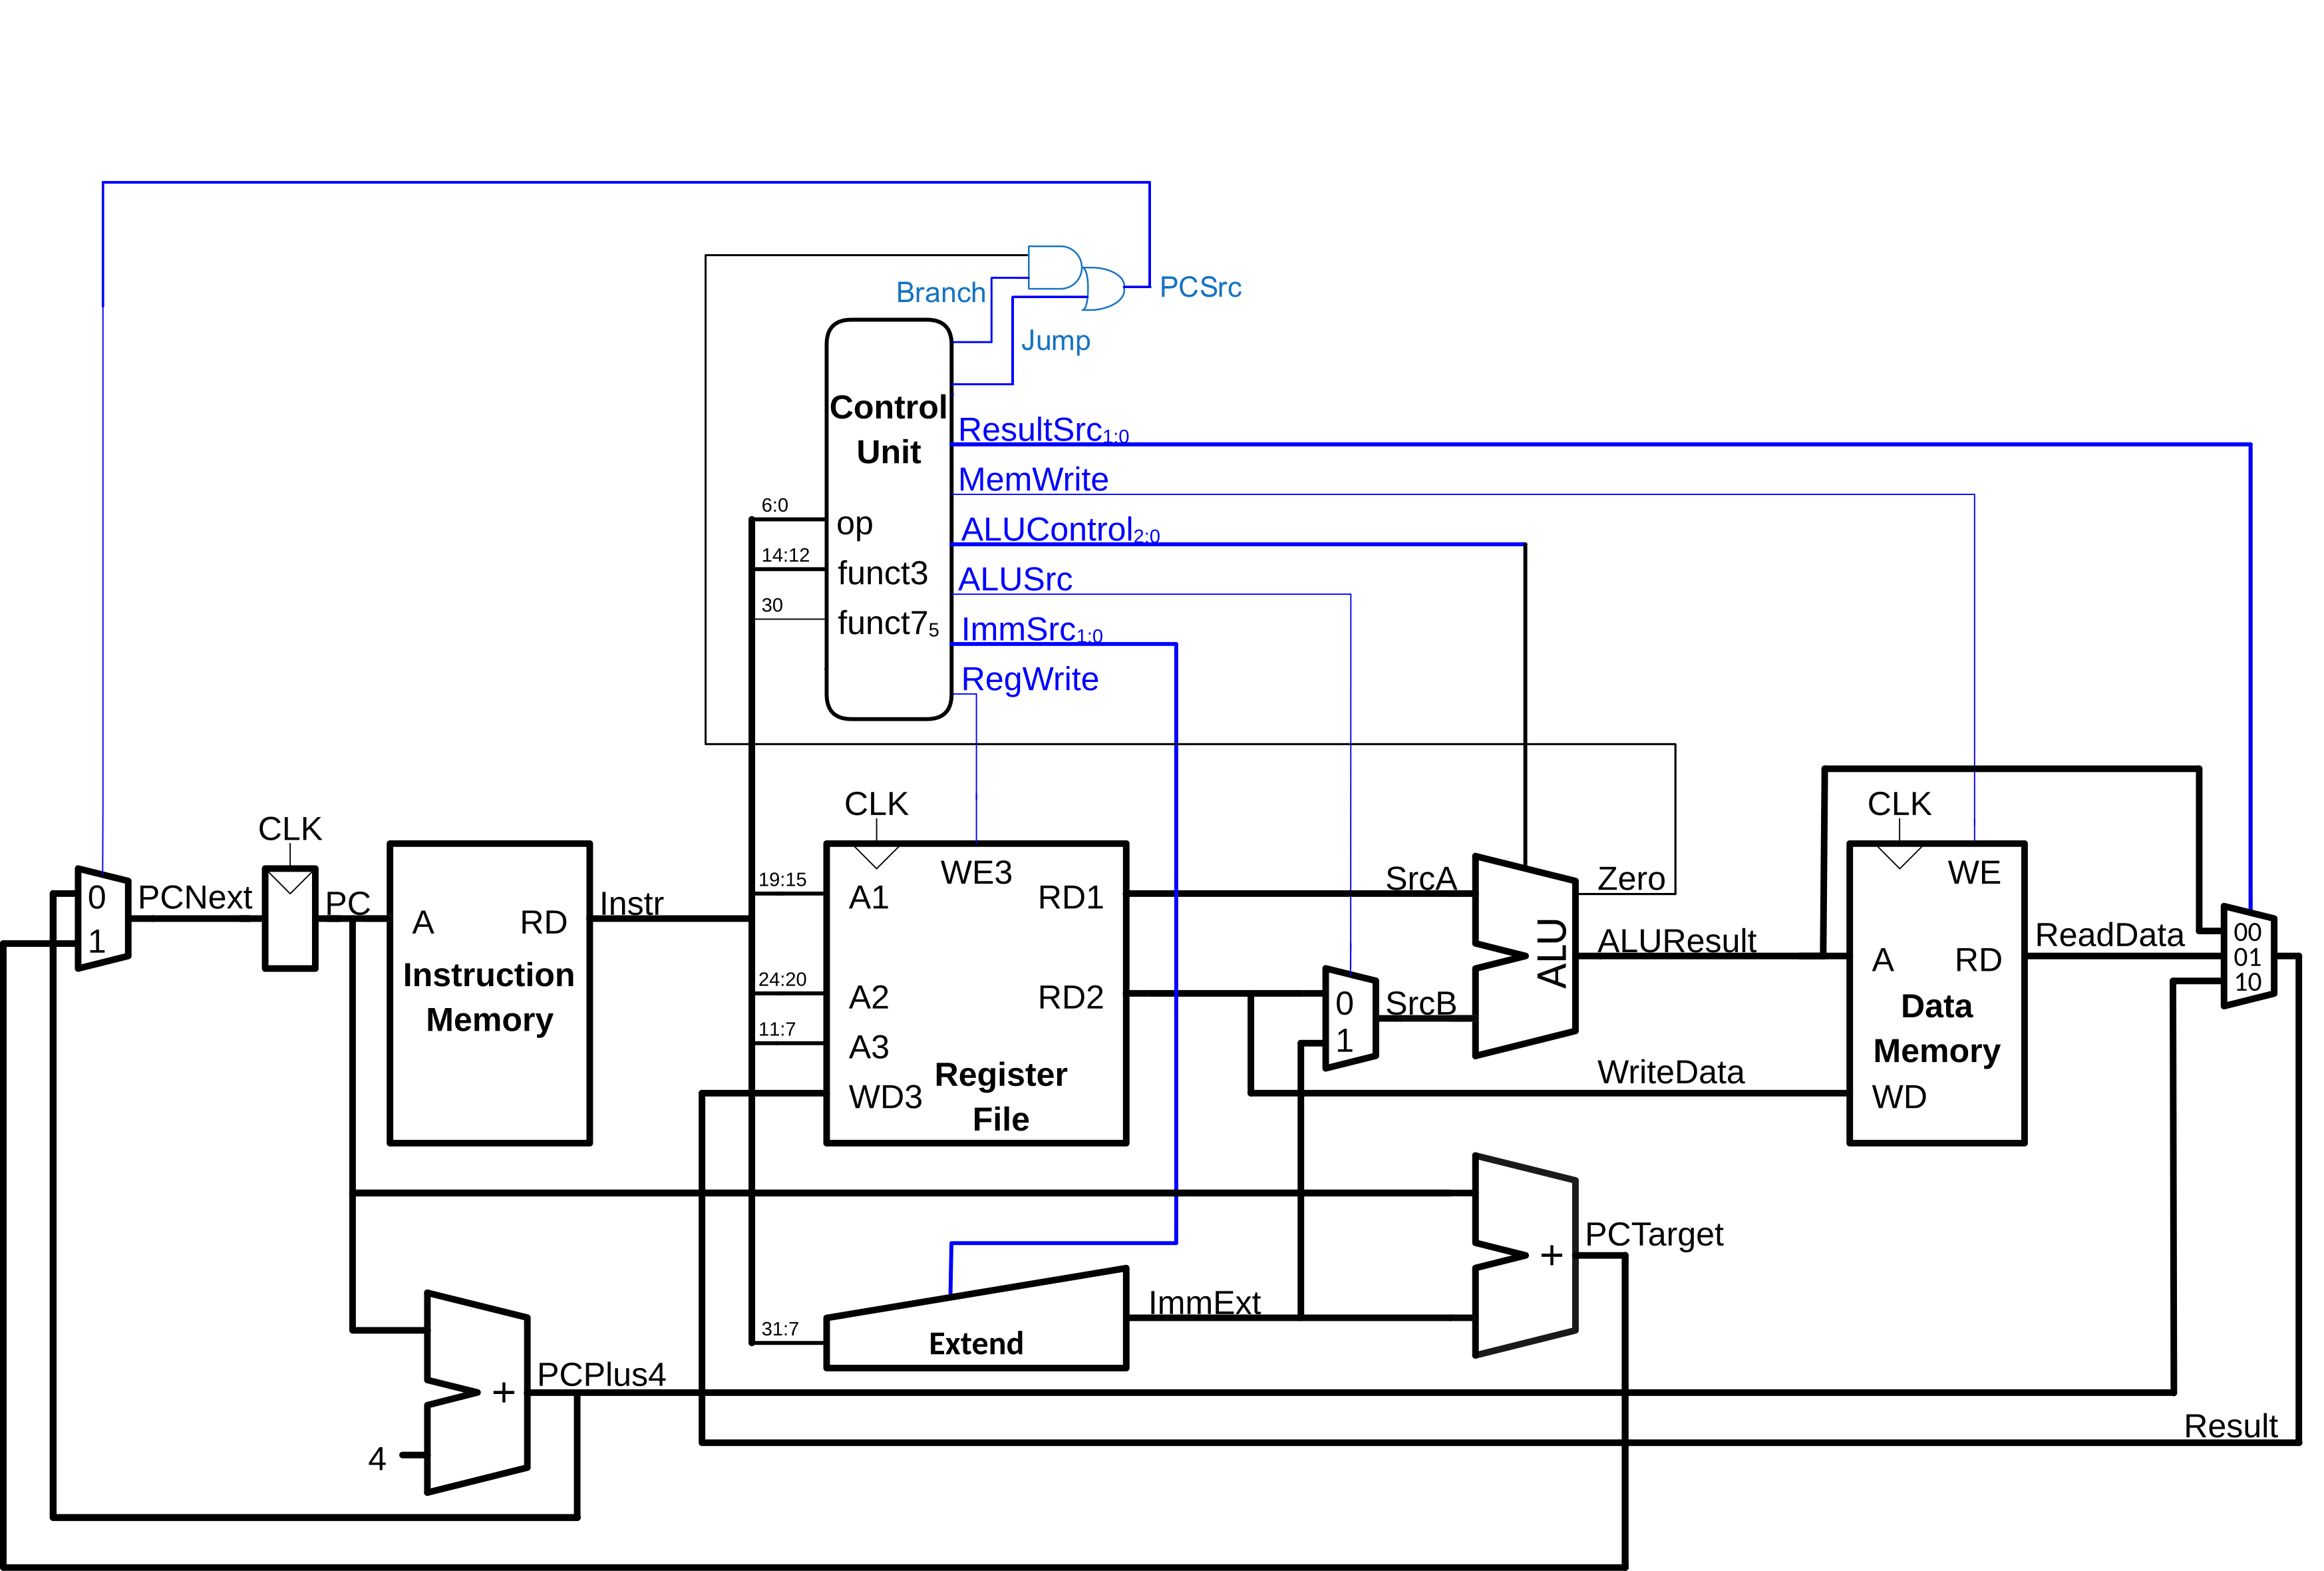 Branch
PCSrc
Jump
Control
Unit
ResultSrc1:0
MemWrite
6:0
op
ALUControl2:0
14:12
funct3
ALUSrc
30
funct75
ImmSrc1:0
RegWrite
CLK
CLK
CLK
0
1
PCNext
PC
A
RD
Instruction
Memory
Instr
19:15
A1
WE3
RD1
24:20
A2
RD2
11:7
A3
WD3
Register
File
SrcA
0
1
SrcB
ALU
Zero
ALUResult
WriteData
WE
A
RD
Data
Memory
WD
ReadData
00
01
10
+
PCTarget
ImmExt
31:7
Extend
PCPlus4
+
4
Result